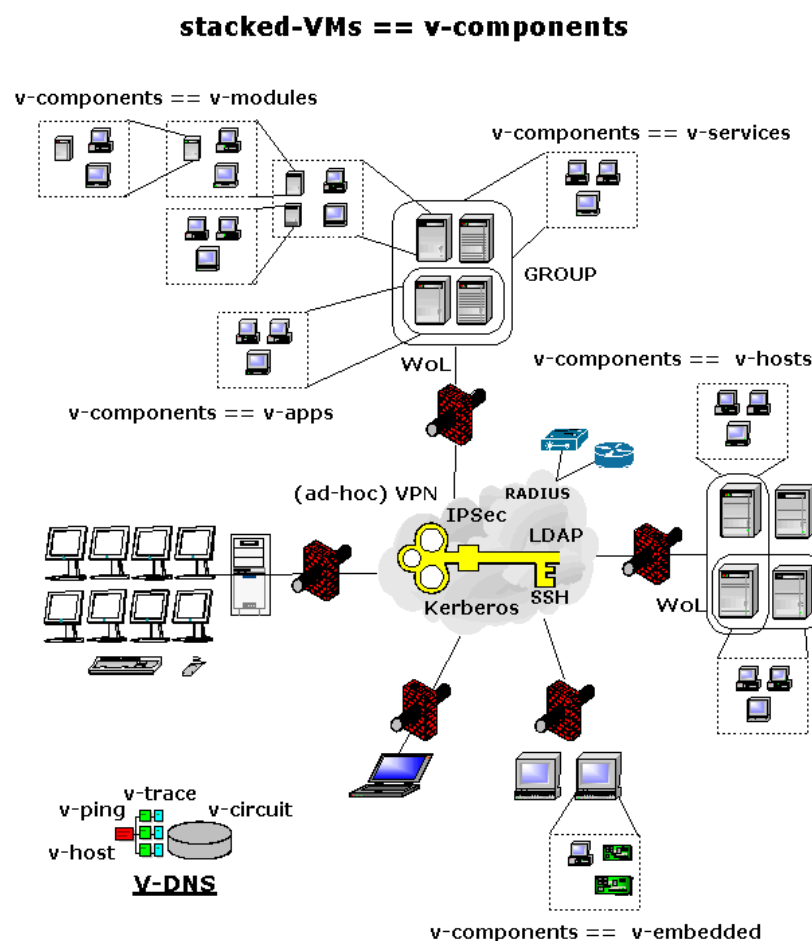 stacked-VMs == v-components
v-components == v-modules
v-components == v-services
GROUP
WoL
v-components == v-hosts
v-components == v-apps
(ad-hoc) VPN
RADIUS
IPSec
LDAP
Kerberos
SSH
WoL
v-trace
v-ping
v-circuit
v-host
V-DNS
v-components == v-embedded